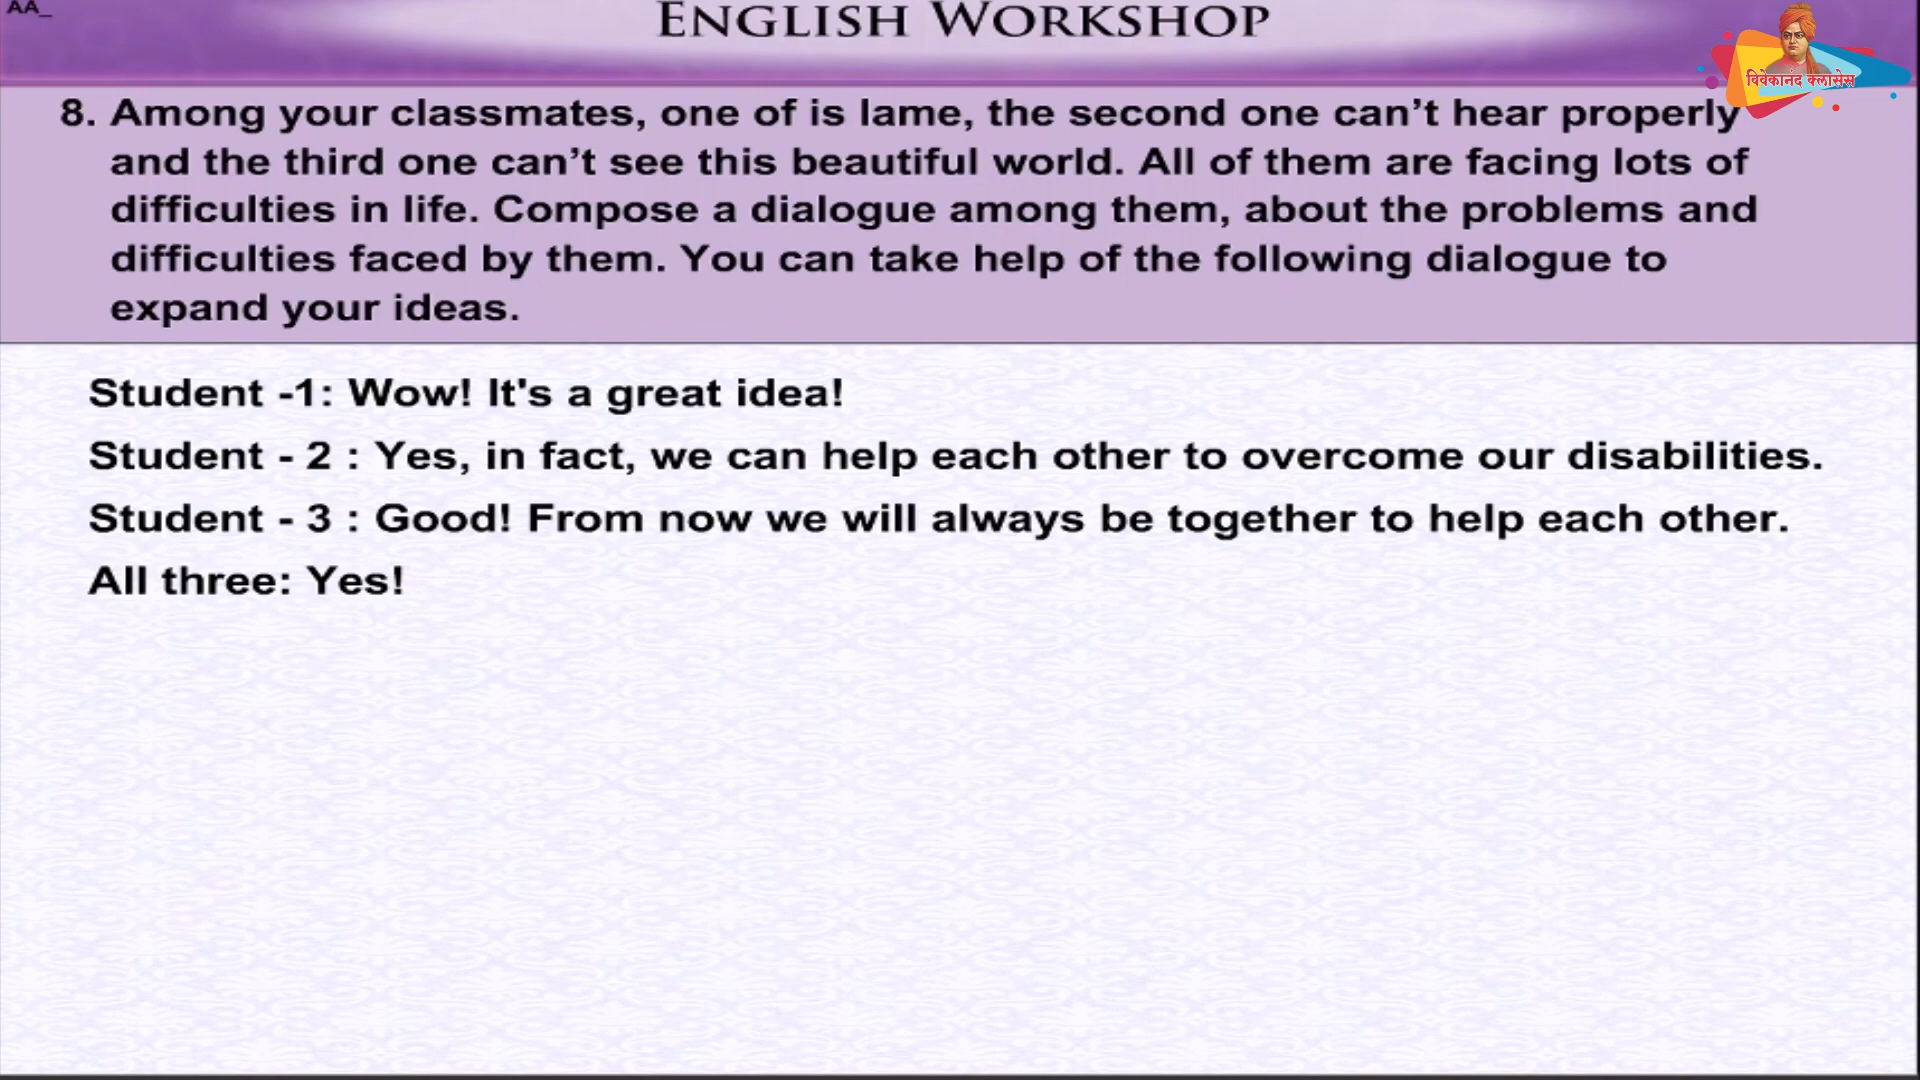 AA_
ENGLISH WORKSHOP
विवेकानंद क्लासेस
8. Among your classmates, one of is lame, the second one can’t hear properly
and the third one can’t see this beautiful world. All of them are facing lots of
difficulties in life. Compose a dialogue among them, about the problems and
difficulties faced by them. You can take help of the following dialogue to
expand your ideas.
Student -1: Wow! It's a great idea!
Student - 2 : Yes, in fact, we can help each other to overcome our disabilities.
Student - 3 : Good! From now we will always be together to help each other.
All three: Yes!